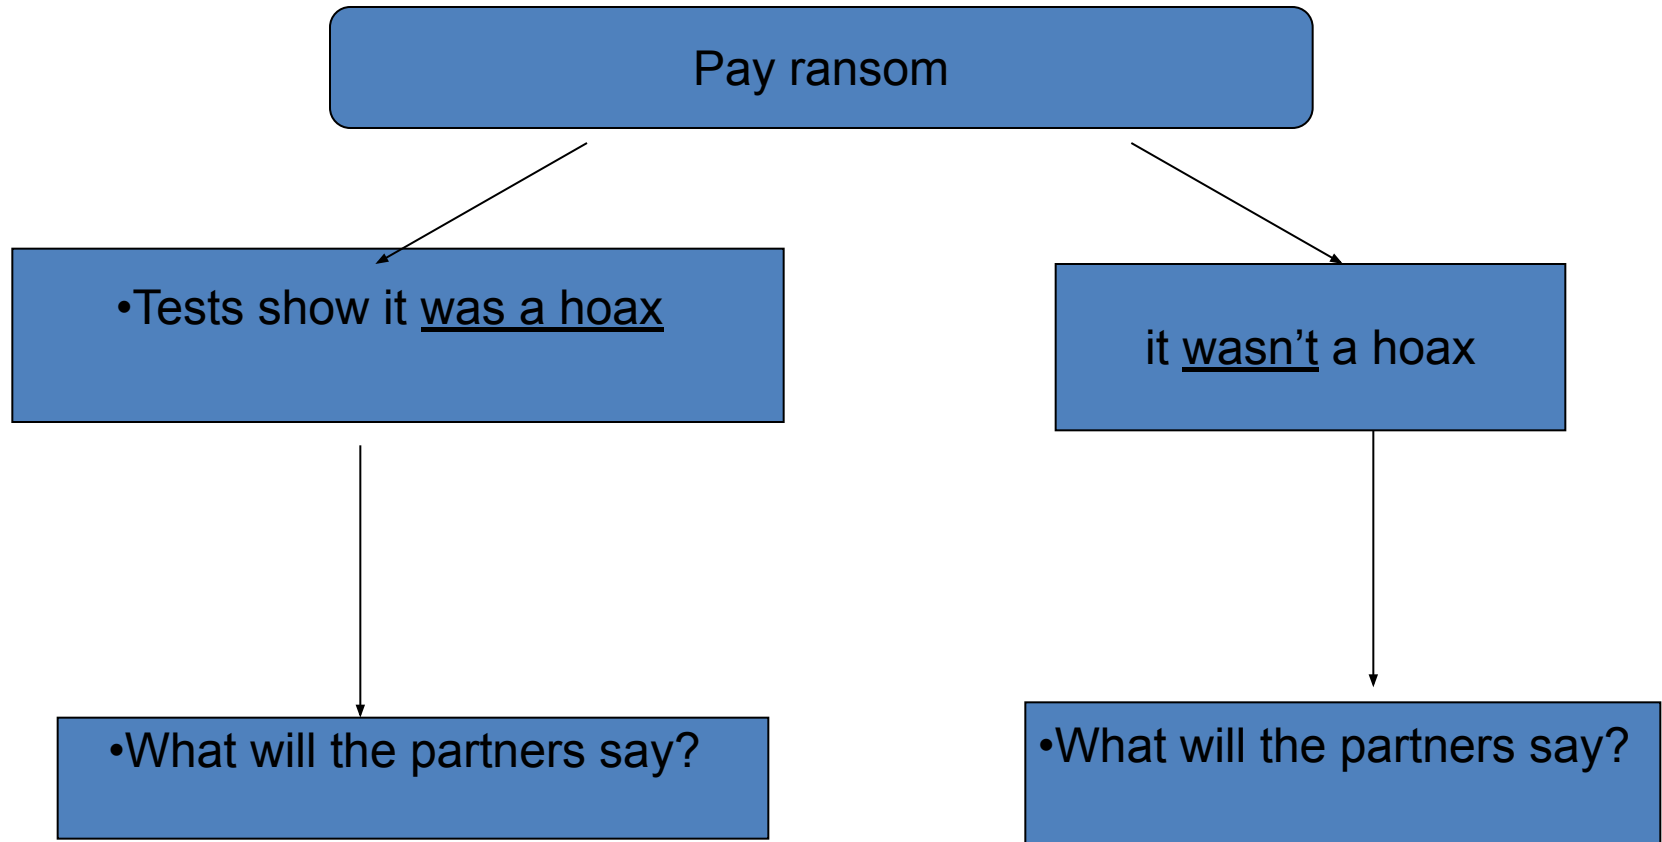 Pay ransom
•Tests show it was a hoax
it wasn’t a hoax
•What will the partners say?
•What will the partners say?